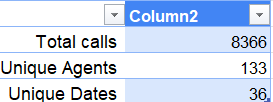 Column2
Total calls 8366
Unique Agents 133
Unique Dates 36